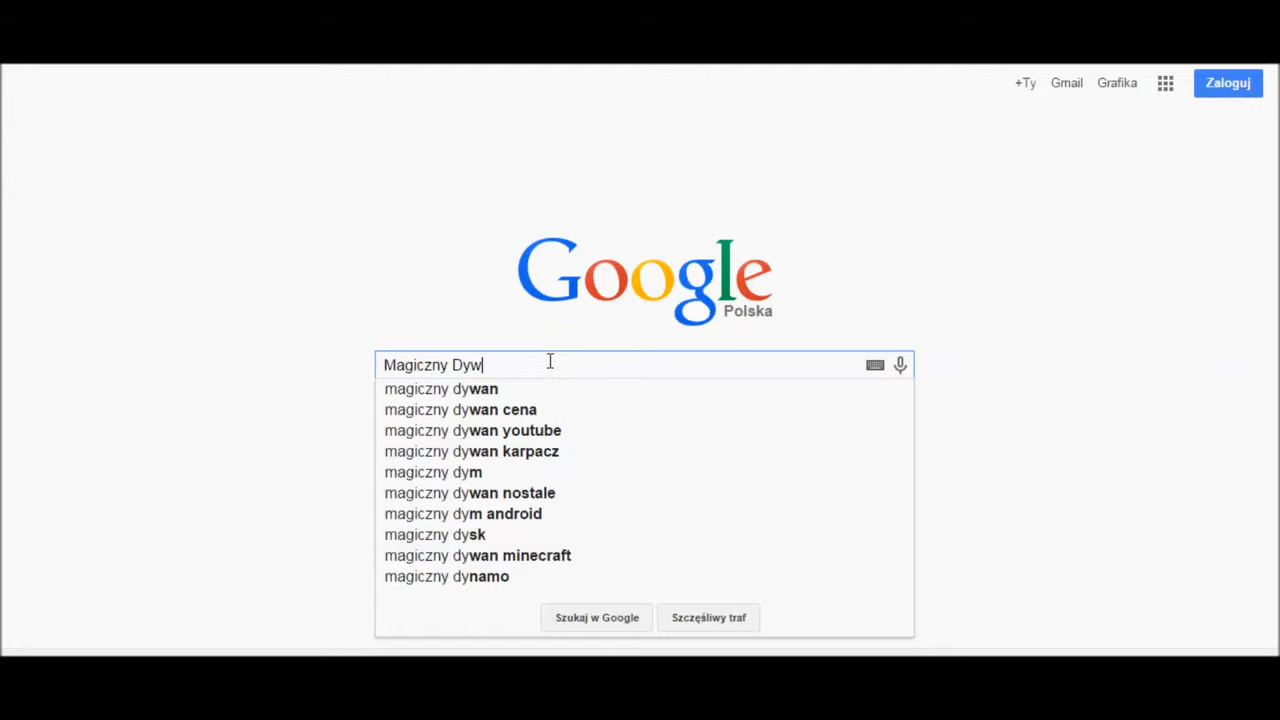 +Ty Gmail Grafika Zaloguj
Google
Polska
Magiczny Dyw
magiczny dywan
magiczny dywan cena
magiczny dywan youtube
magiczny dywan karpacz
magiczny dym
magiczny dywan nostale
magiczny dym android
magiczny dysk
magiczny dywan minecraft
magiczny dynamo
Szukaj w Google Szczęśliwy traf